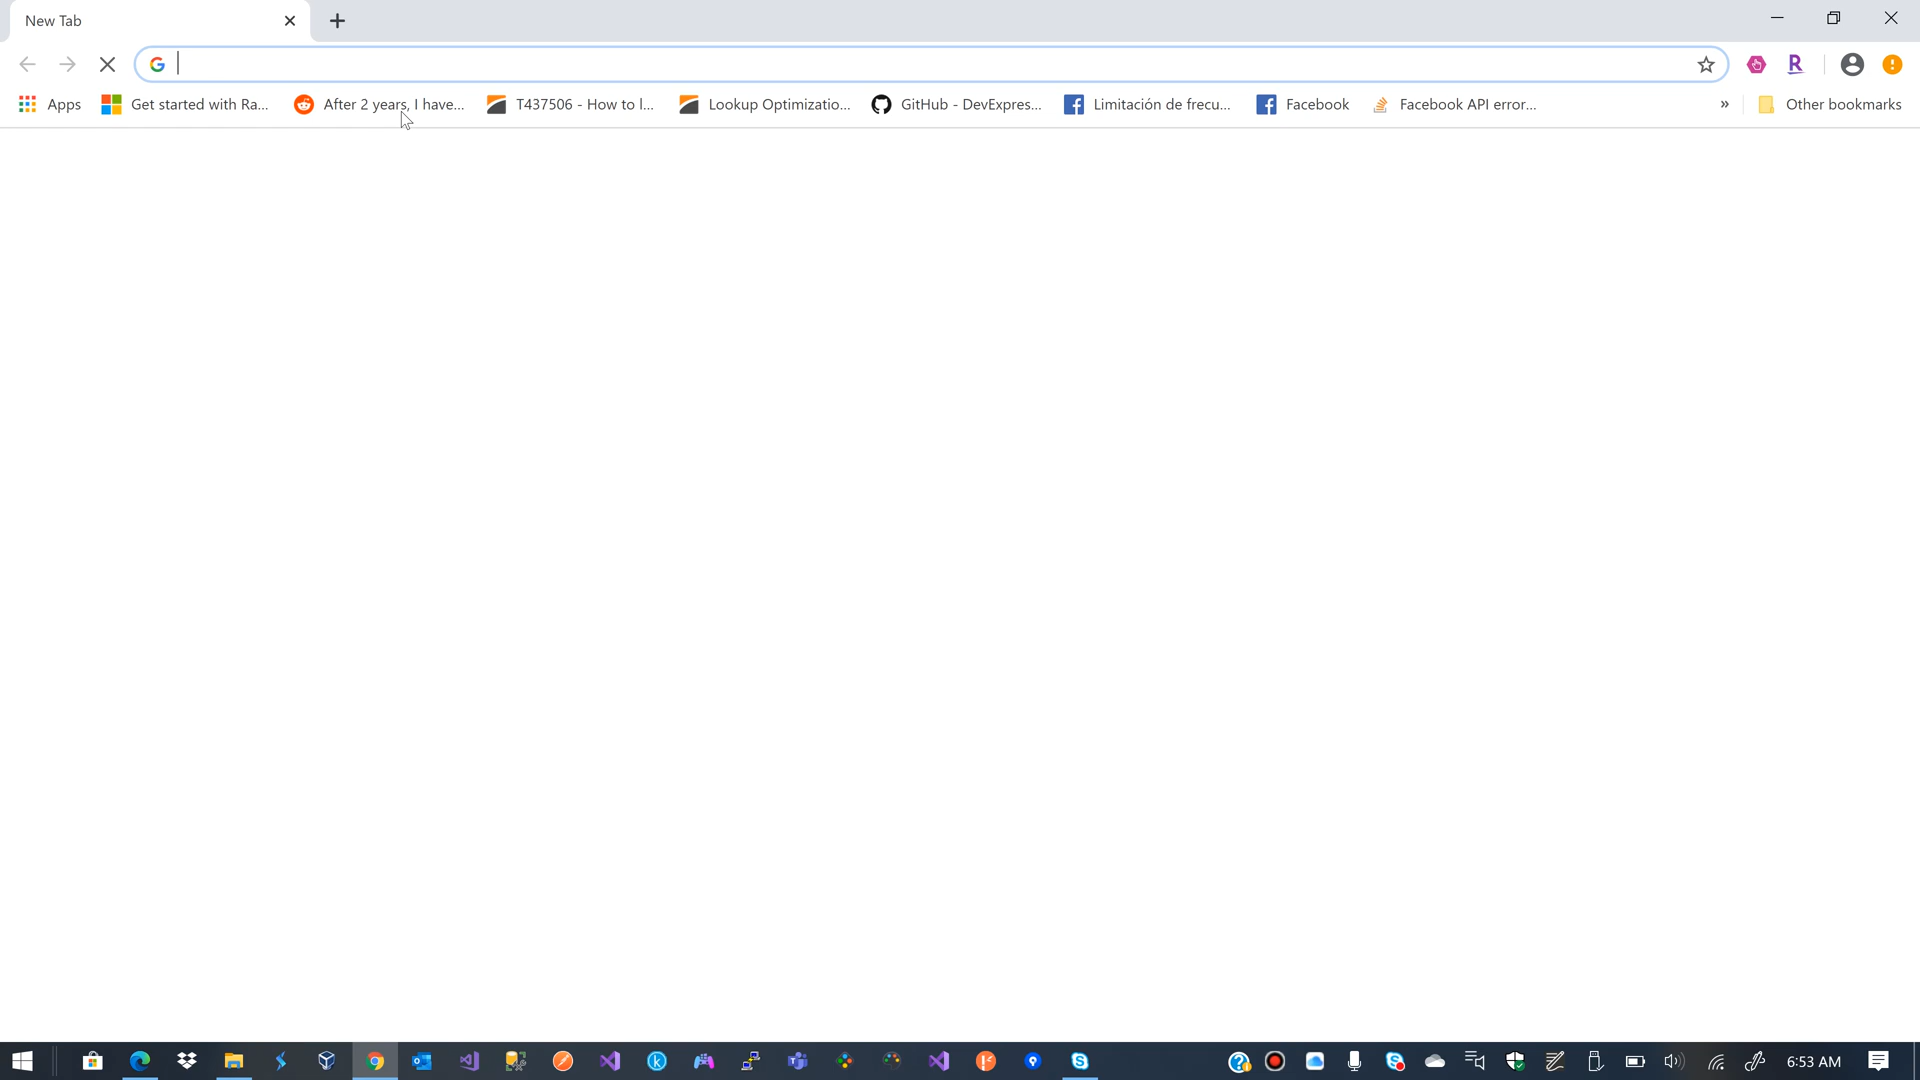 New Tab
Apps Get started with Ra... After 2 years, I have... T437506 - How to l... Lookup Optimizatio... GitHub - DevExpres... Limitación de frecu... Facebook Facebook API error... » Other bookmarks
6:53 AM